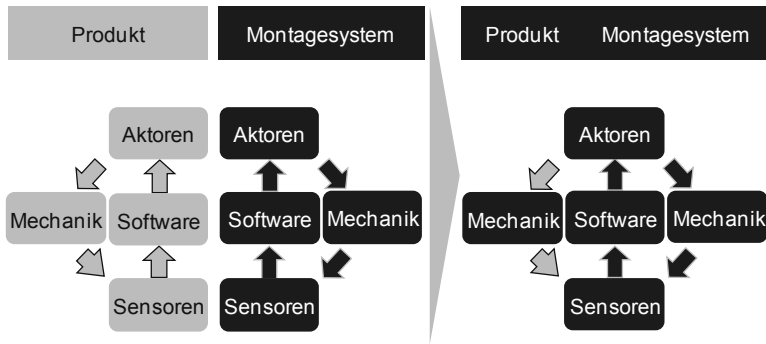 Produkt
Montagesystem
Produkt Montagesystem
Aktoren
Aktoren
Aktoren
Mechanik
Software
Software
Mechanik
Mechanik
Software
Mechanik
Sensoren
Sensoren
Sensoren